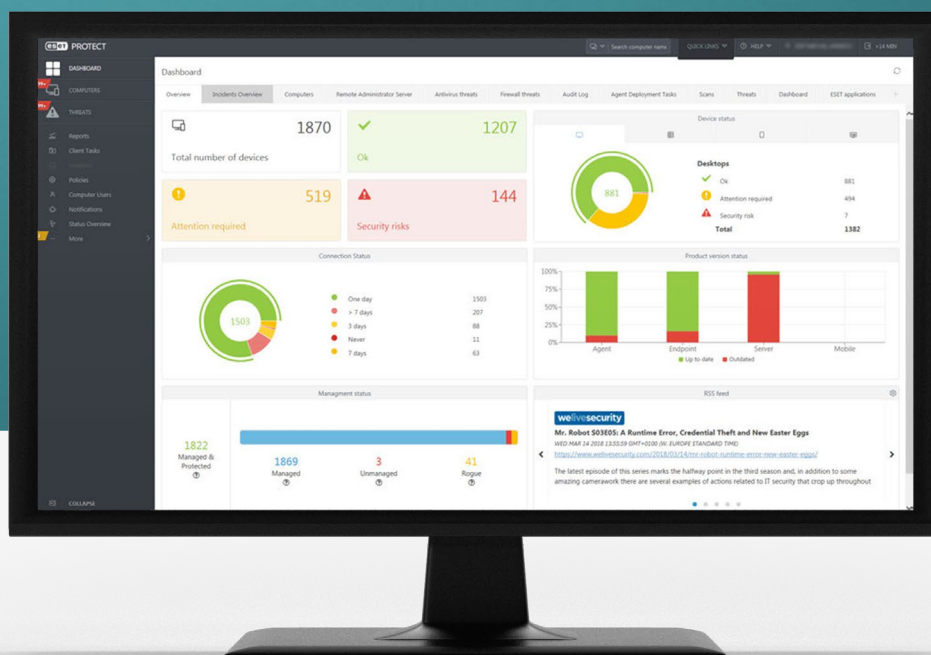 eset PROTECT
Search computer name
QUICK LINKS
HELP
>14 MIN
DASHBOARD
COMPUTERS
THREATS
Reports
Client Tasks
Policies
Computer Users
Notifications
Status Overview
More
COLLAPSE
Dashboard
Overview Incidents Overview Computers Remote Administrator Server Antivirus threats Firewall threats Audit Log Agent Deployment Tasks Scans Threats Dashboard ESET applications
1870
Total number of devices
1207
Ok
519
Attention required
144
Security risks
Device status
881
Desktops
Ok 881
Attention required 494
Security risk 7
Total 1382
Connection Status
1503
One day 1503
> 7 days 207
3 days 88
Never 11
7 days 63
Product version status
100%
75%
50%
25%
0%
Agent Endpoint Server Mobile
Up to date Outdated
Managment status
1822
Managed &
Protected
1869
Managed
3
Unmanaged
41
Rogue
RSS feed
welivesecurity
Mr. Robot S03E05: A Runtime Error, Credential Theft and New Easter Eggs
WED MAR 14 2018 13:55:59 GMT+0100 (W. EUROPE STANDARD TIME)
https://www.welivesecurity.com/2018/03/14/mr-robot-runtime-error-new-easter-eggs/
The latest episode of this series marks the halfway point in the third season and, in addition to some
amazing camerawork there are several examples of actions related to IT security that crop up throughout